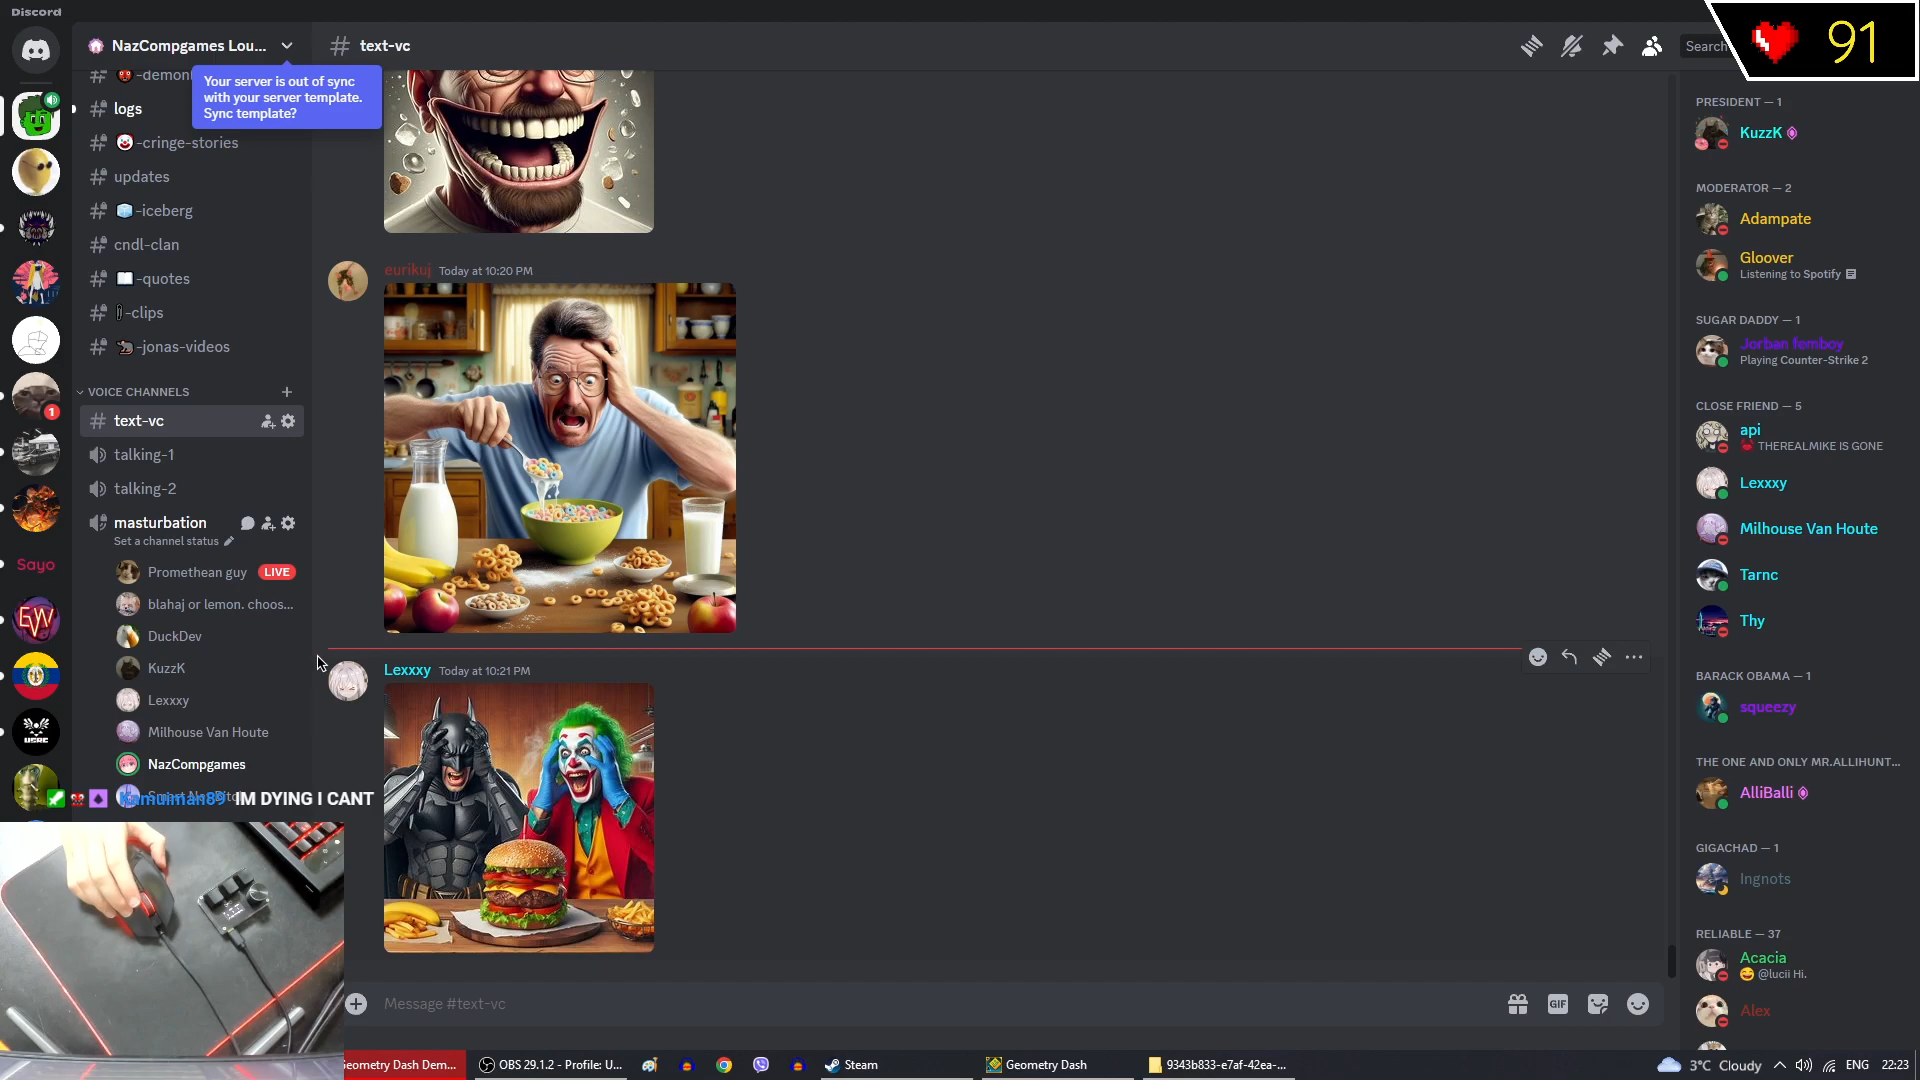 Discord
NazCompgames Lou...
text-vc
Search
91
-demon
Your server is out of sync
with your server template.
Sync template?
logs
-cringe-stories
updates
-iceberg
cndl-clan
-quotes
-clips
-jonas-videos
VOICE CHANNELS
text-vc
talking-1
talking-2
masturbation
Set a channel status
Promethean guy
LIVE
blahaj or lemon. choos...
DuckDev
KuzzK
Lexxxy
Milhouse Van Houte
NazCompgames
IM DYING I CANT
1
Sayo
EW
USRC
eurikuj Today at 10:20 PM
Lexxxy Today at 10:21 PM
Message #text-vc
GIF
PRESIDENT — 1
KuzzK
MODERATOR — 2
Adampate
Gloover
Listening to Spotify
SUGAR DADDY — 1
Jorban femboy
Playing Counter-Strike 2
CLOSE FRIEND — 5
api
THEREALMIKE IS GONE
Lexxxy
Milhouse Van Houte
Tarnc
Thy
BARACK OBAMA — 1
squeezy
THE ONE AND ONLY MR.ALLIHUNT...
AlliBalli
GIGACHAD — 1
Ingnots
RELIABLE — 37
Acacia
@lucii Hi.
Alex
Geometry Dash Dem...
OBS 29.1.2 - Profile: U...
Steam
Geometry Dash
9343b833-e7af-42ea-...
3°C Cloudy
ENG
22:23